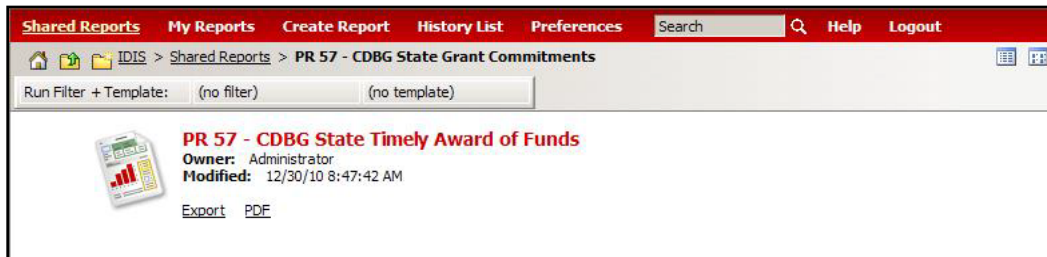 Shared Reports My Reports Create Report History List Preferences Search Help Logout
IDIS > Shared Reports > PR 57 - CDBG State Grant Commitments
Run Filter + Template: (no filter) (no template)
PR 57 - CDBG State Timely Award of Funds
Owner: Administrator
Modified: 12/30/10 8:47:42 AM
Export PDF